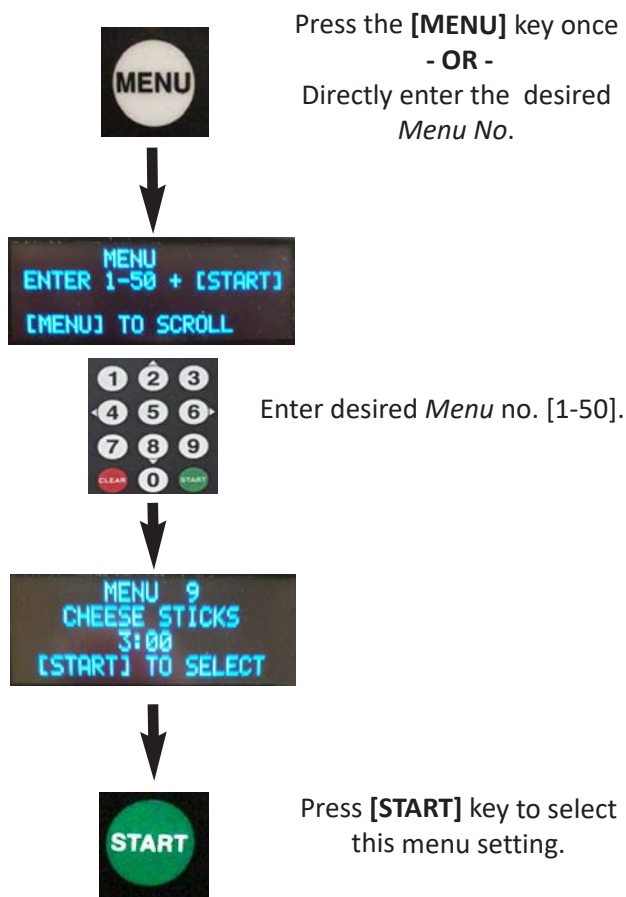 Press the [MENU] key once
- OR -
Directly enter the desired
Menu No.
MENU
MENU
ENTER 1-50 + [START]
[MENU] TO SCROLL
1 2 3
4 5 6
7 8 9
CLEAR 0 START
Enter desired Menu no. [1-50].
MENU 9
CHEESE STICKS
3:00
[START] TO SELECT
START
Press [START] key to select
this menu setting.